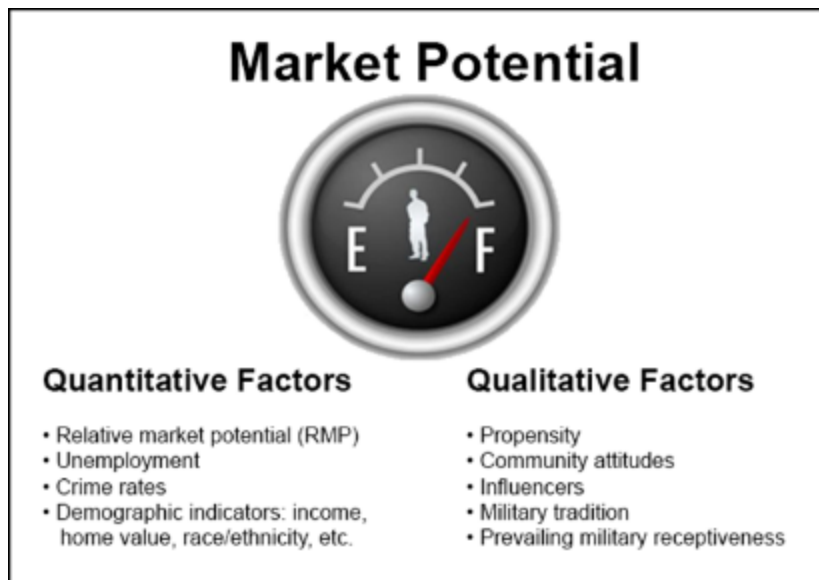 Market Potential
E F
Quantitative Factors
• Relative market potential (RMP)
• Unemployment
• Crime rates
• Demographic indicators: income,
home value, race/ethnicity, etc.
Qualitative Factors
• Propensity
• Community attitudes
• Influencers
• Military tradition
• Prevailing military receptiveness